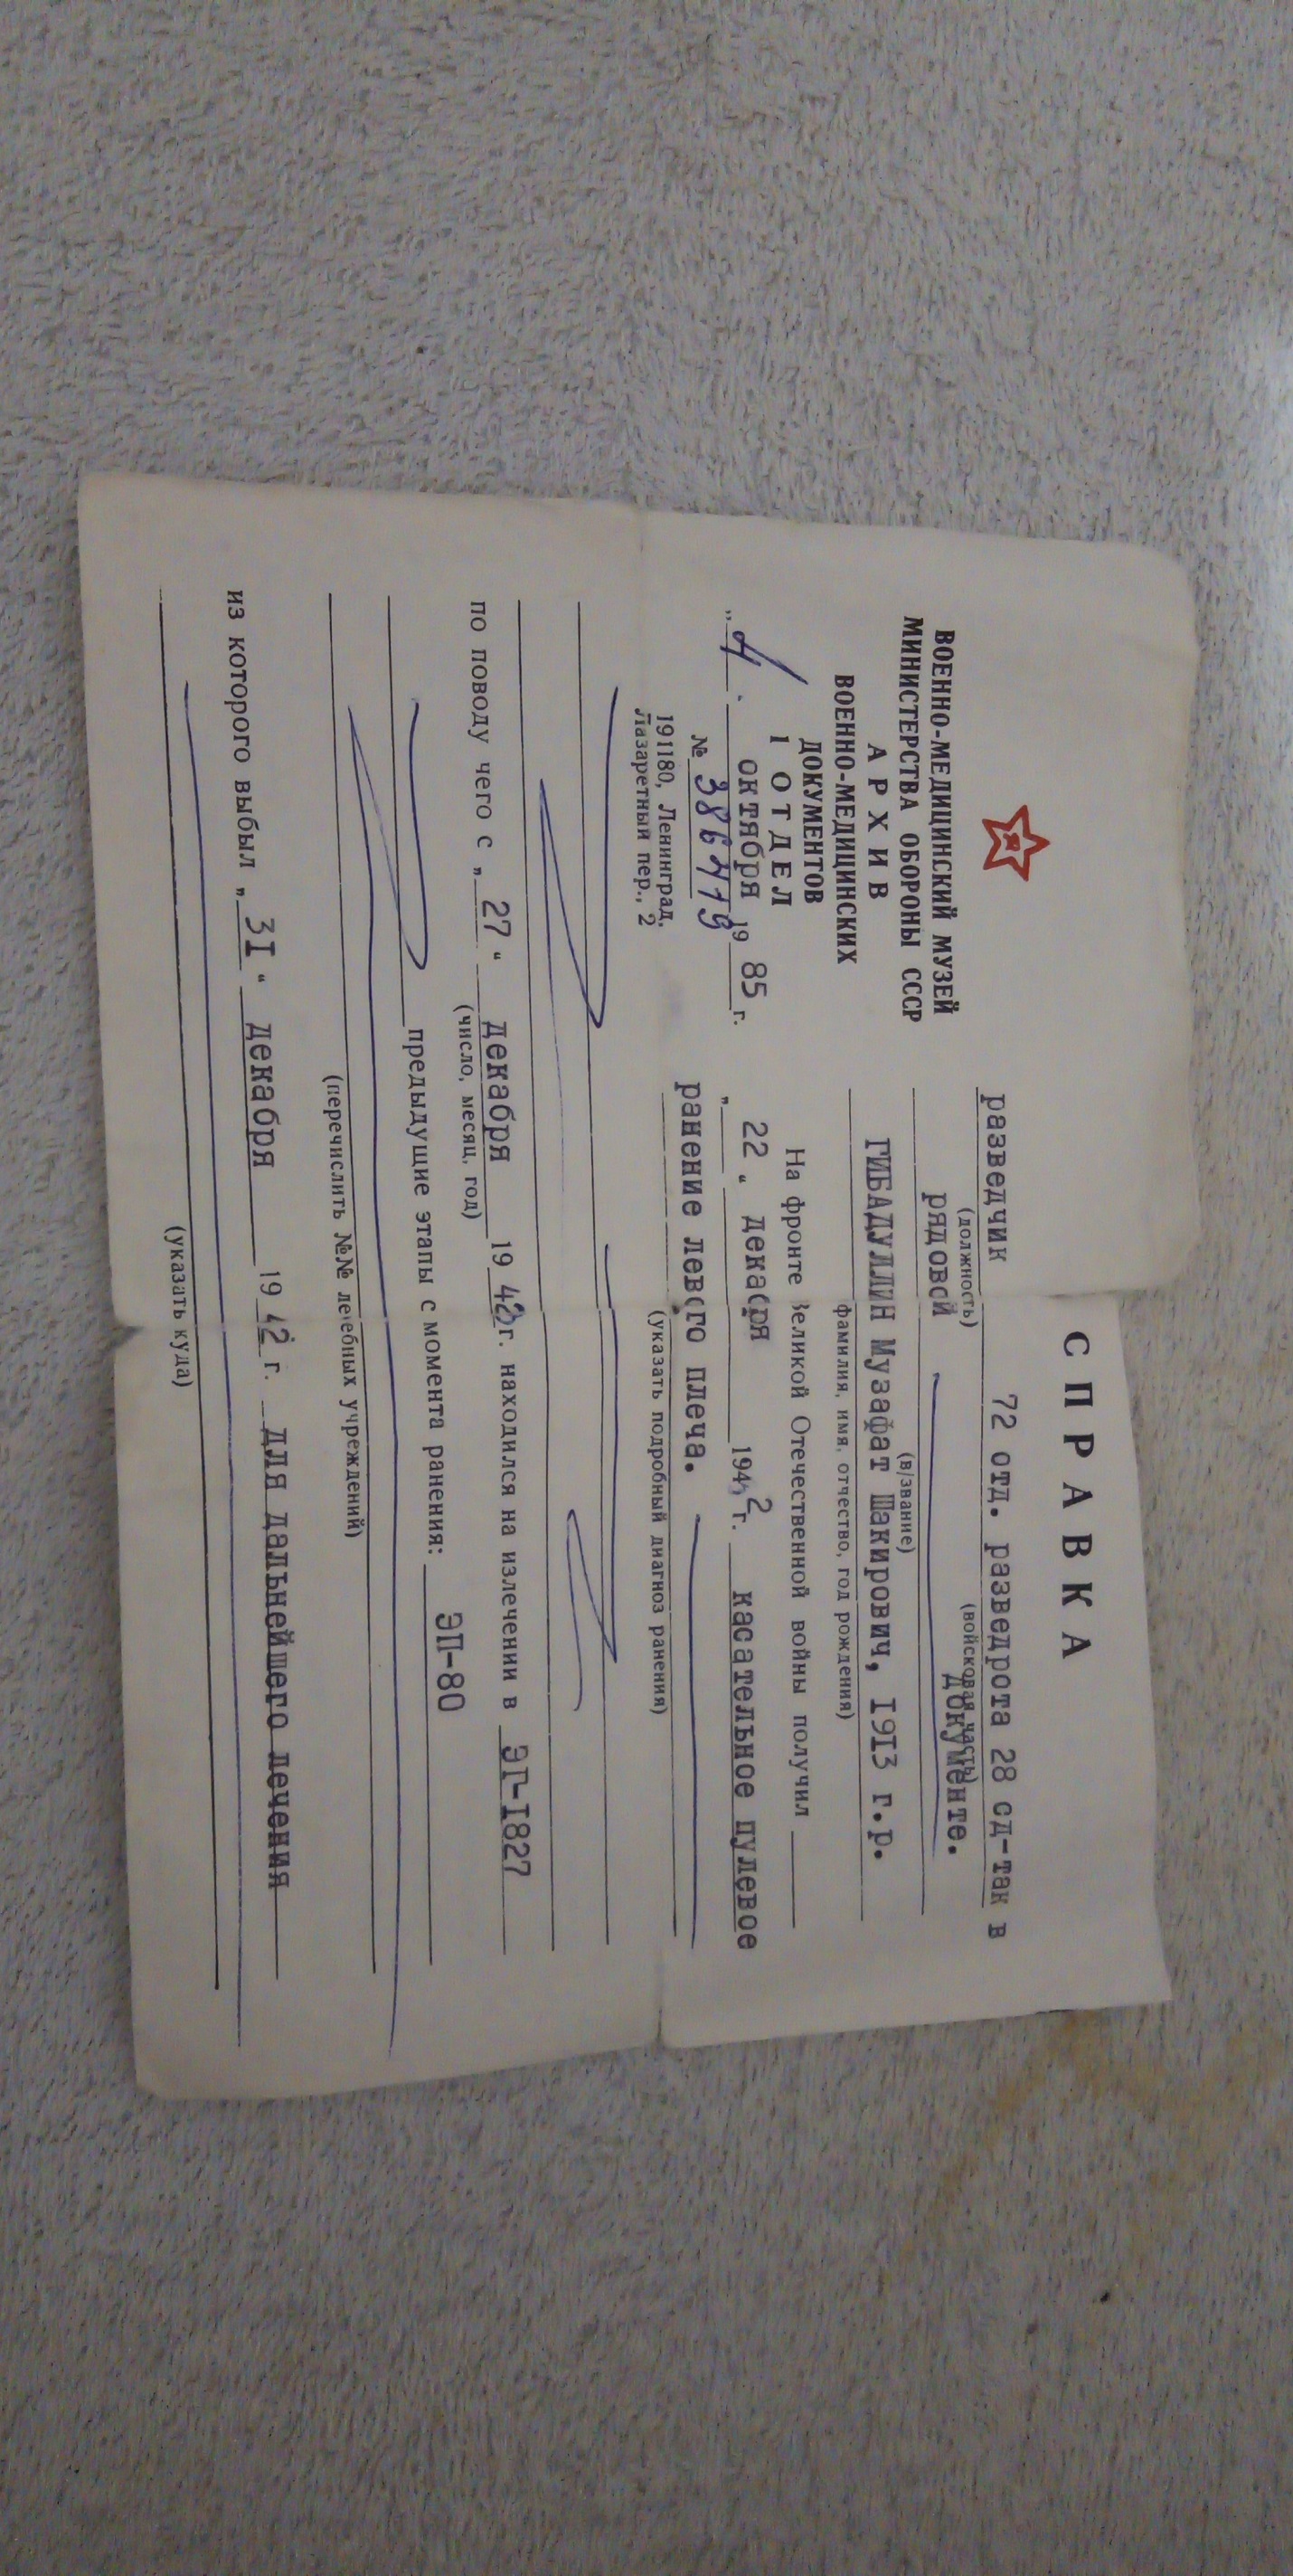 СПРАВКА
ВОЕННО-МЕДИЦИНСКИЙ МУЗЕЙ
МИНИСТЕРСТВА ОБОРОНЫ СССР
АРХИВ
ВОЕННО-МЕДИЦИНСКИХ
ДОКУМЕНТОВ
1 ОТДЕЛ
"4" октября 1985 г.
№ 386419
191180, Ленинград,
Лазаретный пер., 2
разведчик 72 отд. разведрота 28 сд-так в
(должность) (войсковая часть)
рядовой документе.
(в/звание)
ГИБАДУЛЛИН Музафат Шакирович, 1913 г.р.
фамилия, имя, отчество, год рождения)
На фронте Великой Отечественной войны получил
"22" декабря 1942 г. касательное пулевое
ранение левого плеча.
(указать подробный диагноз ранения)
по поводу чего с "27" декабря 1942 г. находился на излечении в ЭГ-1827
(число, месяц, год)
предыдущие этапы с момента ранения: ЭП-80
(перечислить №№ лечебных учреждений)
из которого выбыл "31" декабря 1942 г. для дальнейшего лечения
(указать куда)